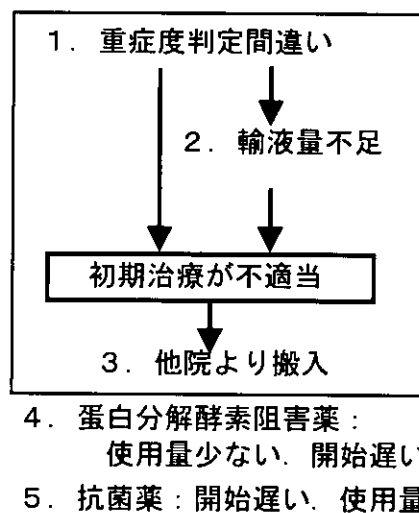 1．重症度判定間違い
2．輸液量不足
初期治療が不適当
3．他院より搬入
4．蛋白分解酵素阻害薬：
使用量少ない．開始遅い
5．抗菌薬：開始遅い．使用量